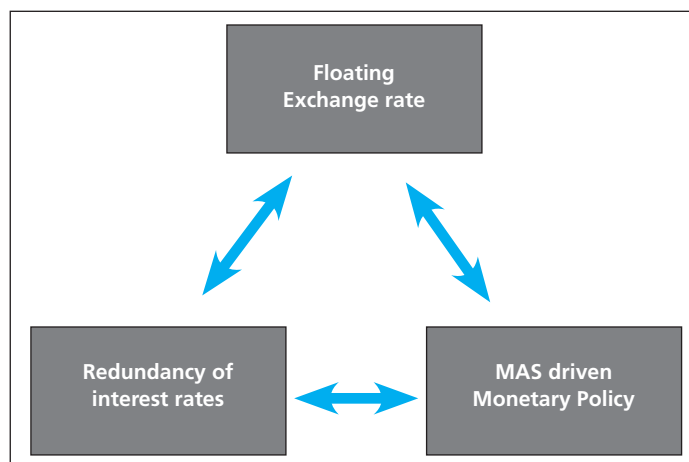 Floating
Exchange rate
Redundancy of
interest rates
MAS driven
Monetary Policy